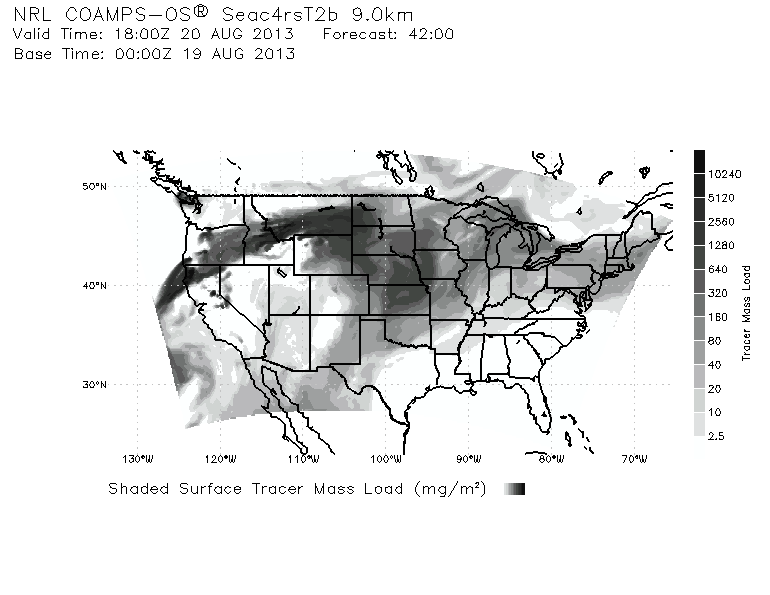 NRL COAMPS-OS® Seac4rsT2b 9.0km
Valid Time: 18:00Z 20 AUG 2013 Forecast: 42:00
Base Time: 00:00Z 19 AUG 2013
50°N
40°N
30°N
130°W 120°W 110°W 100°W 90°W 80°W 70°W
10240
5120
2560
1280
640
320
160
80
40
20
10
2.5
Tracer Mass Load
Shaded Surface Tracer Mass Load (mg/m²)